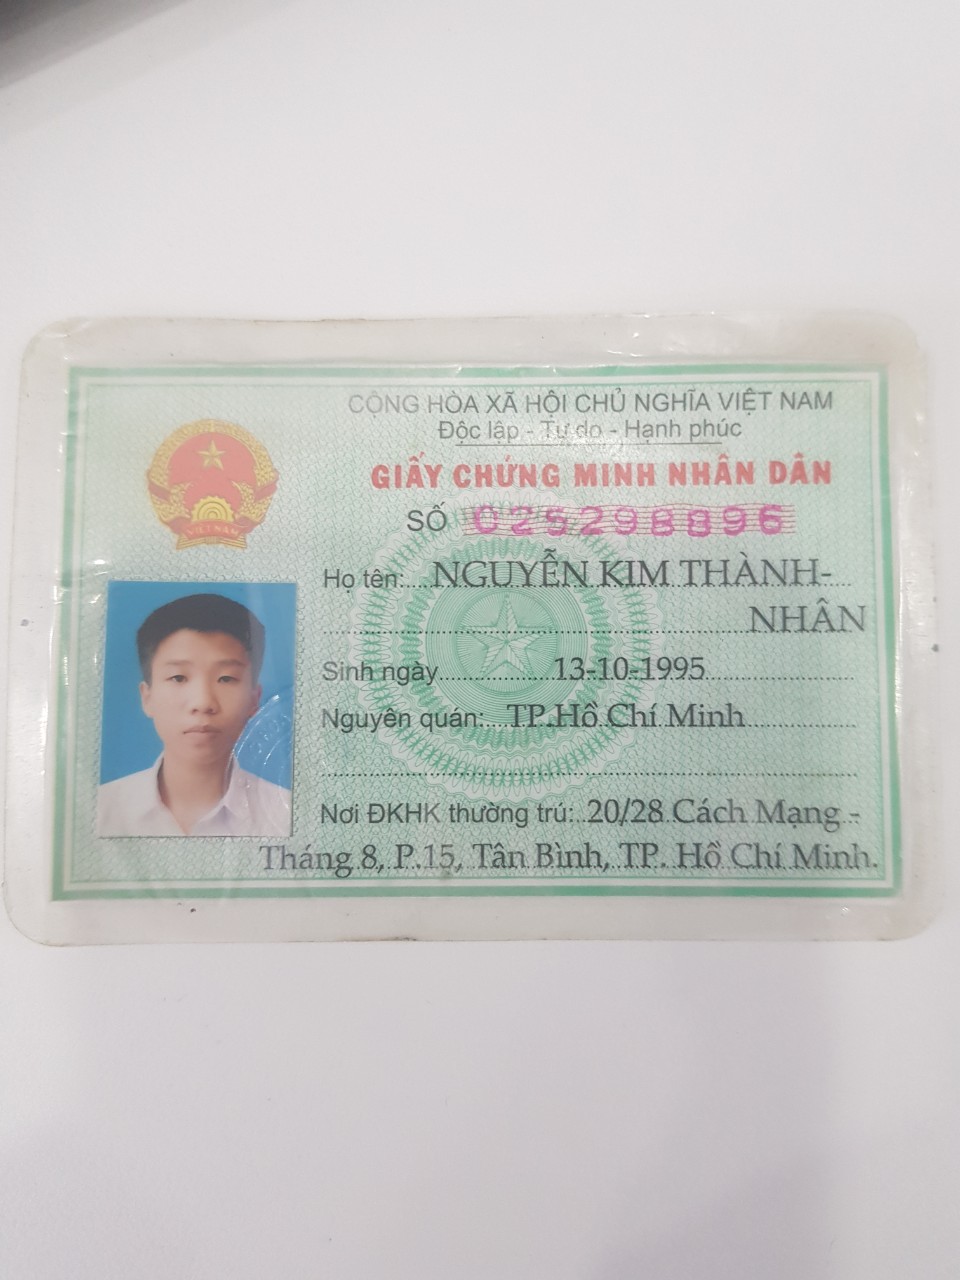 CỘNG HÒA XÃ HỘI CHỦ NGHĨA VIỆT NAM
Độc lập - Tự do - Hạnh phúc
GIẤY CHỨNG MINH NHÂN DÂN
SỐ 025298896
Họ tên: NGUYỄN KIM THÀNH-
NHÂN
Sinh ngày 13-10-1995
Nguyên quán: TP.Hồ Chí Minh
Nơi ĐKHK thường trú: 20/28 Cách Mạng -
Tháng 8, P.15, Tân Bình, TP. Hồ Chí Minh.
VIỆT NAM